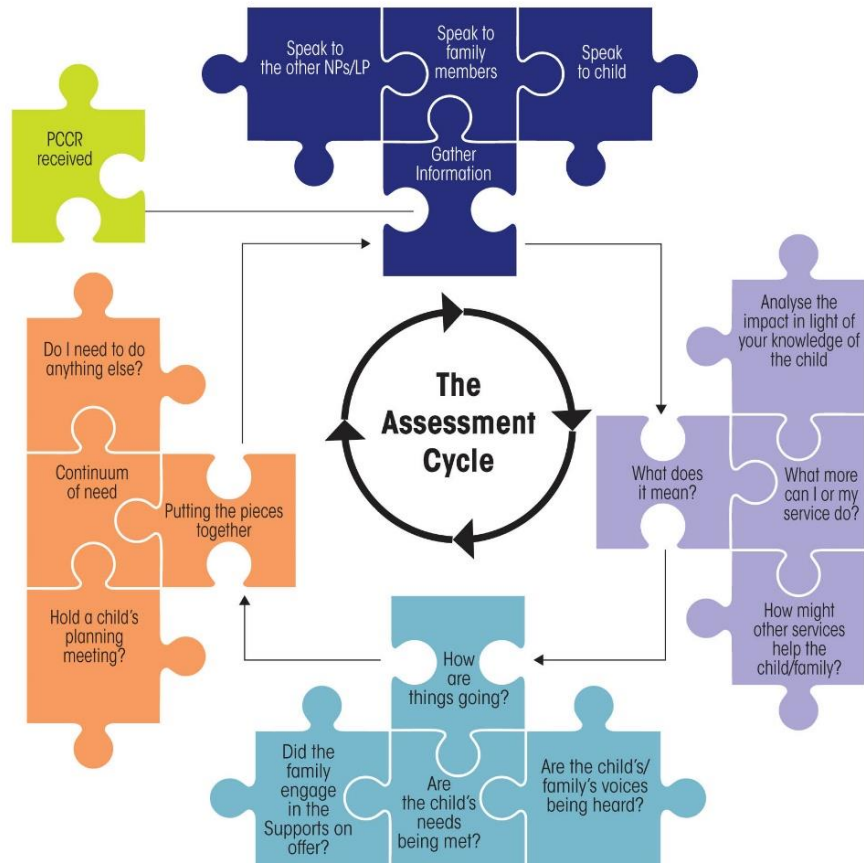 Speak to
the other NPs/LP
Speak to
family
members
Speak
to child
PCCR
received
Gather
Information
Analyse the
impact in light of
your knowledge of
the child
What does
it mean?
What more
can I or my
service do?
How might
other services
help the
child/family?
The
Assessment
Cycle
Do I need to do
anything else?
Continuum
of need
Putting the pieces
together
Hold a child's
planning
meeting?
How
are
things going?
Did the
family
engage
in the
Supports on
offer?
Are
the child's
needs
being met?
Are the child's/
family's voices
being heard?